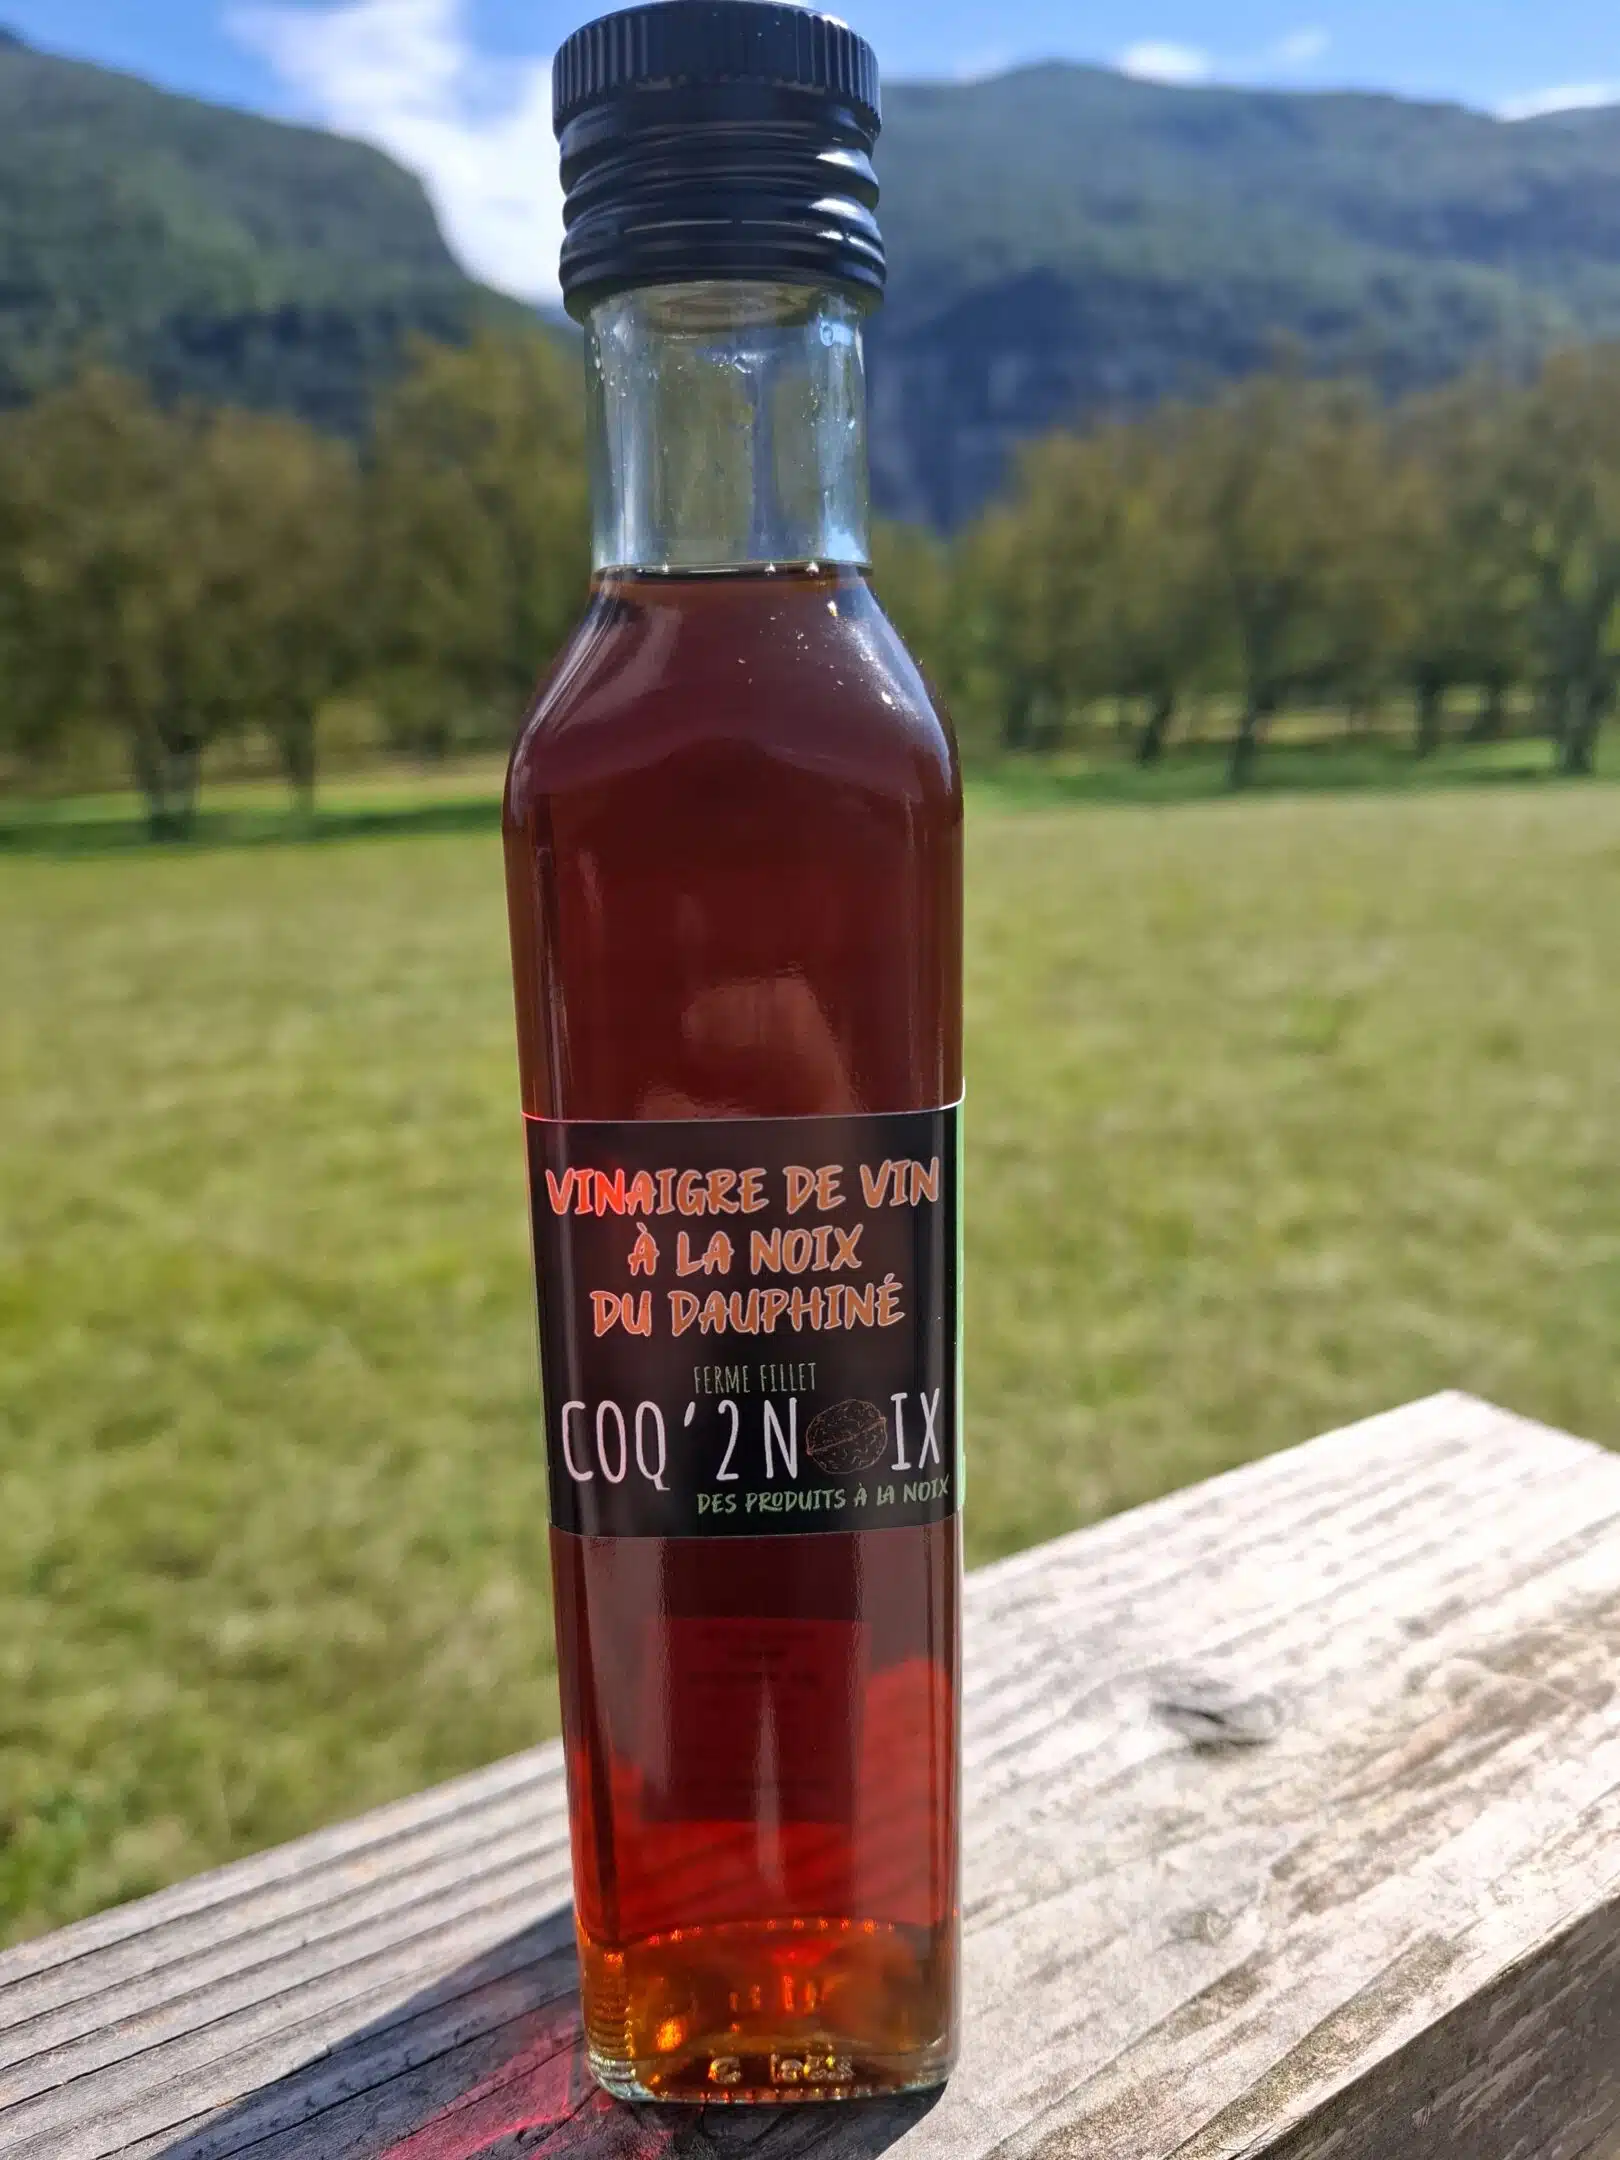 VINAIGRE DE VIN
À LA NOIX
DU DAUPHINÉ
FERME FILLET
COQ'2NOIX
DES PRODUITS À LA NOIX